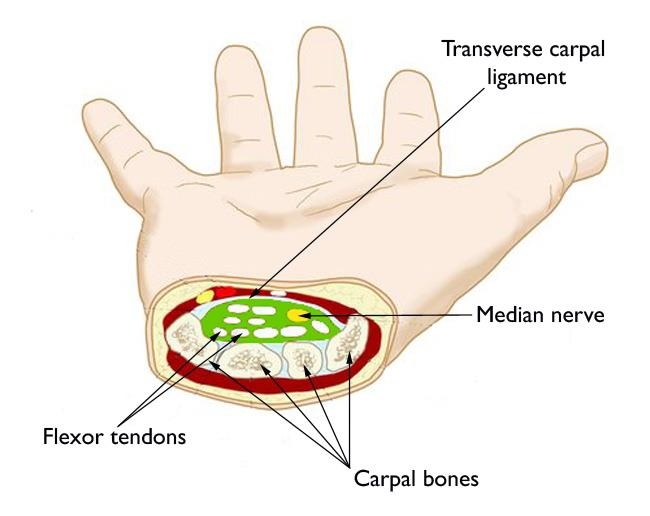 Transverse carpal
ligament
Median nerve
Flexor tendons
Carpal bones